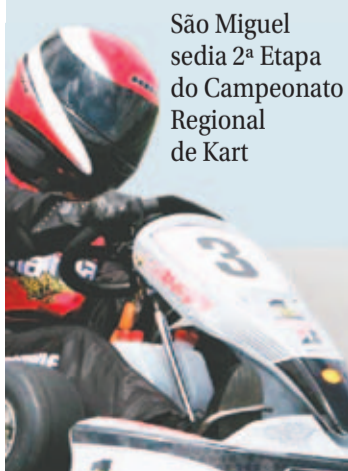 São Miguel
sedia 2ª Etapa
do Campeonato
Regional
de Kart
3